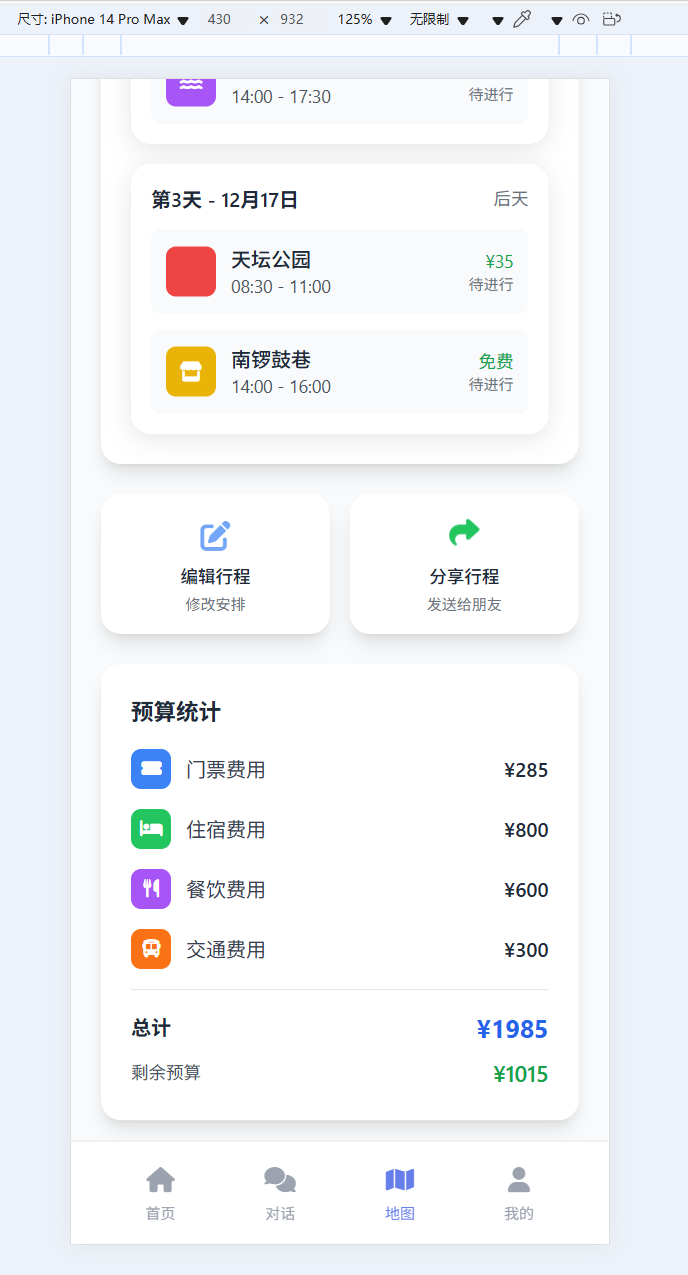 尺寸: iPhone 14 Pro Max 430 × 932 125% 无限制
14:00 - 17:30 待进行
第3天 - 12月17日 后天
天坛公园 ¥35
08:30 - 11:00 待进行
南锣鼓巷 免费
14:00 - 16:00 待进行
编辑行程 分享行程
修改安排 发送给朋友
预算统计
门票费用 ¥285
住宿费用 ¥800
餐饮费用 ¥600
交通费用 ¥300
总计 ¥1985
剩余预算 ¥1015
首页 对话 地图 我的